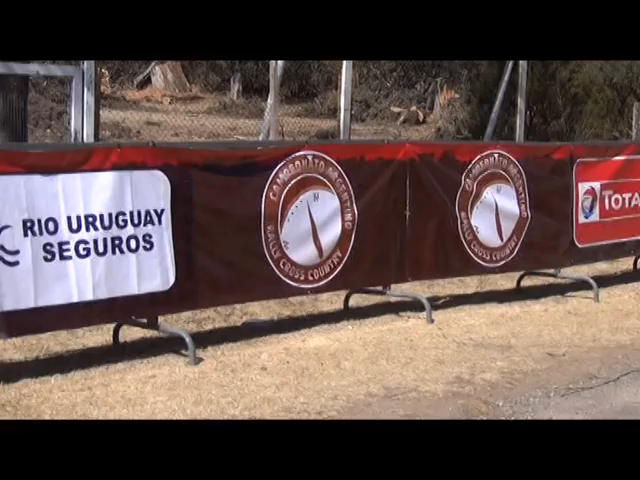 RIO URUGUAY
SEGUROS
CAMPEONATO ARGENTINO
N
RALLY CROSS COUNTRY
CAMPEONATO ARGENTINO
N
RALLY CROSS COUNTRY
TOTA